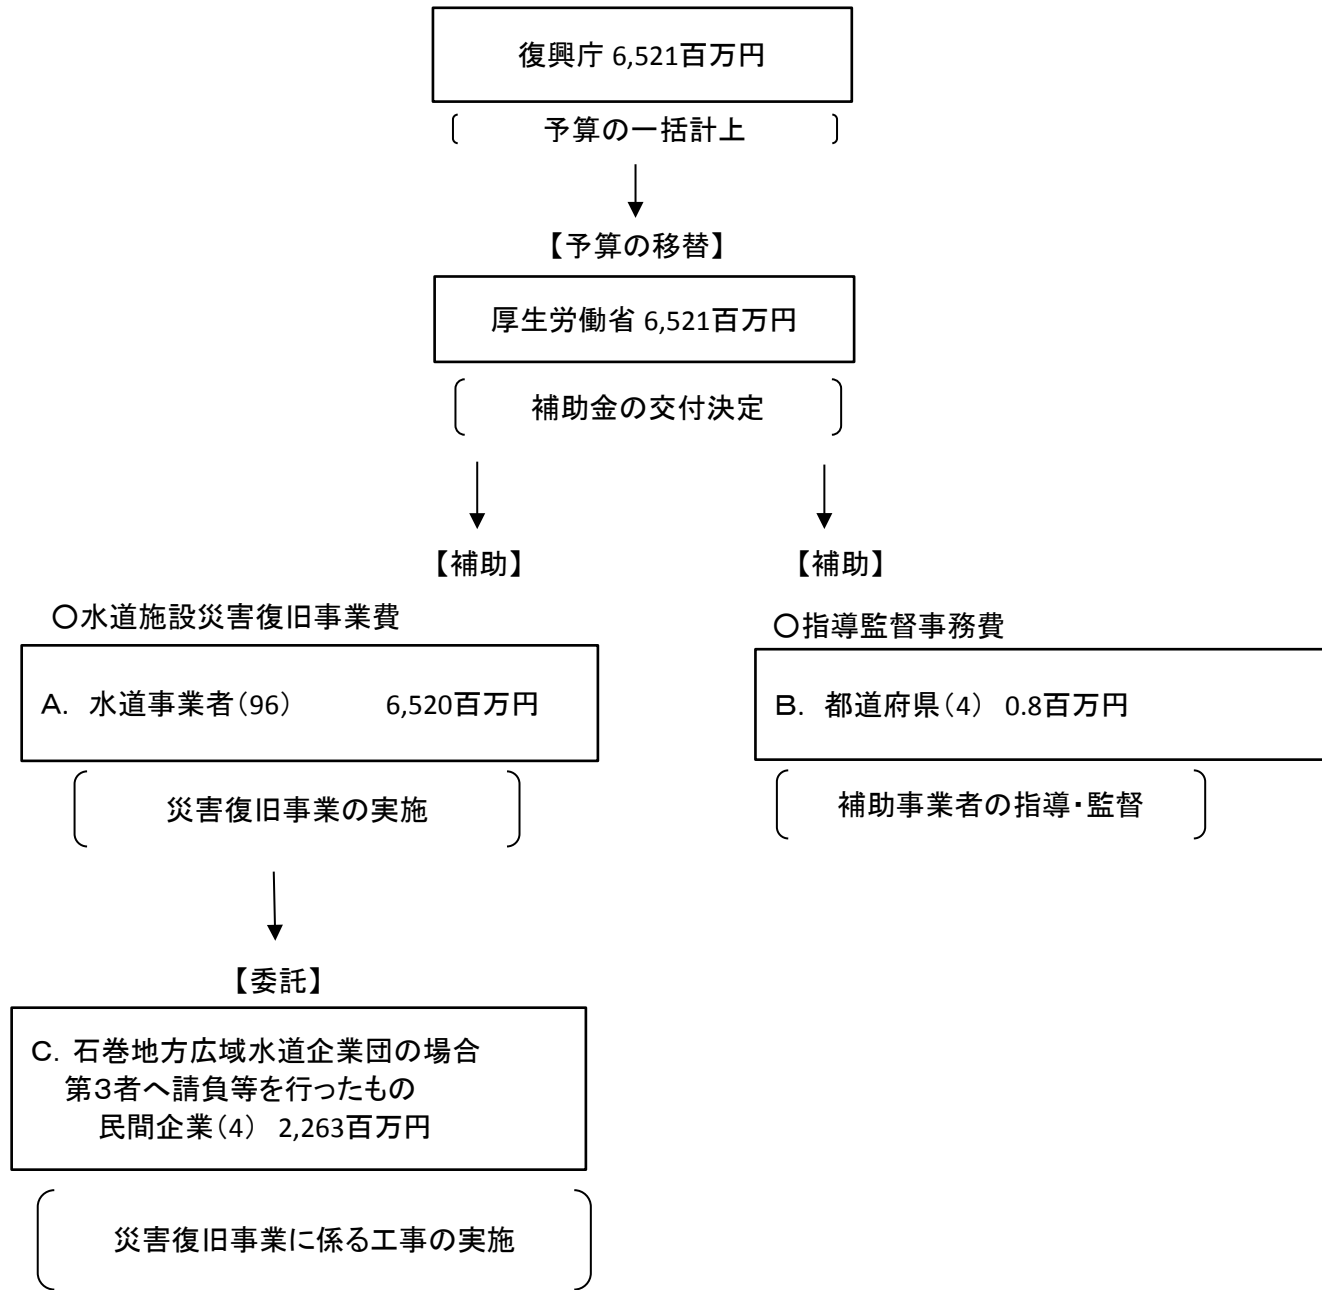 復興庁 6,521百万円
予算の一括計上
【予算の移替】
厚生労働省 6,521百万円
補助金の交付決定
【補助】
【補助】
○水道施設災害復旧事業費
○指導監督事務費
A. 水道事業者(96) 6,520百万円
B. 都道府県(4) 0.8百万円
災害復旧事業の実施
補助事業者の指導・監督
【委託】
C. 石巻地方広域水道企業団の場合
第3者へ請負等を行ったもの
民間企業(4) 2,263百万円
災害復旧事業に係る工事の実施